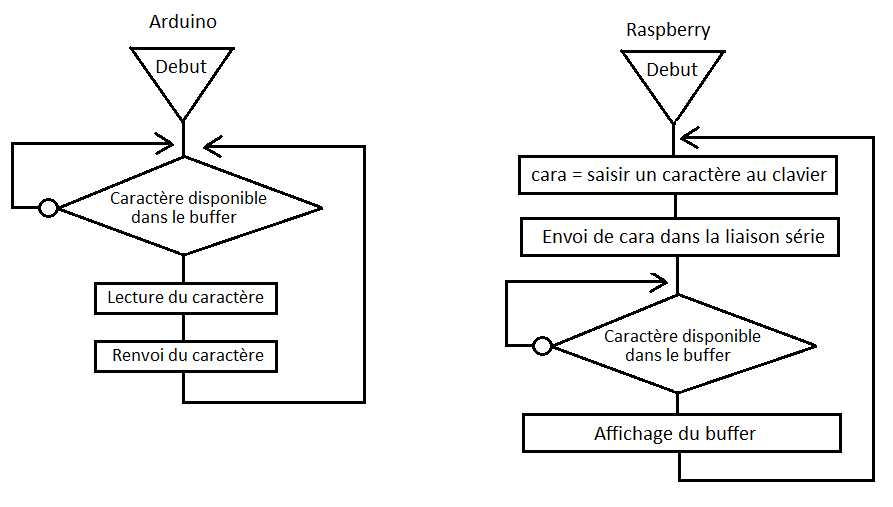 Arduino
Debut
Caractère disponible
dans le buffer
Lecture du caractère
Renvoi du caractère
Raspberry
Debut
cara = saisir un caractère au clavier
Envoi de cara dans la liaison série
Caractère disponible
dans le buffer
Affichage du buffer